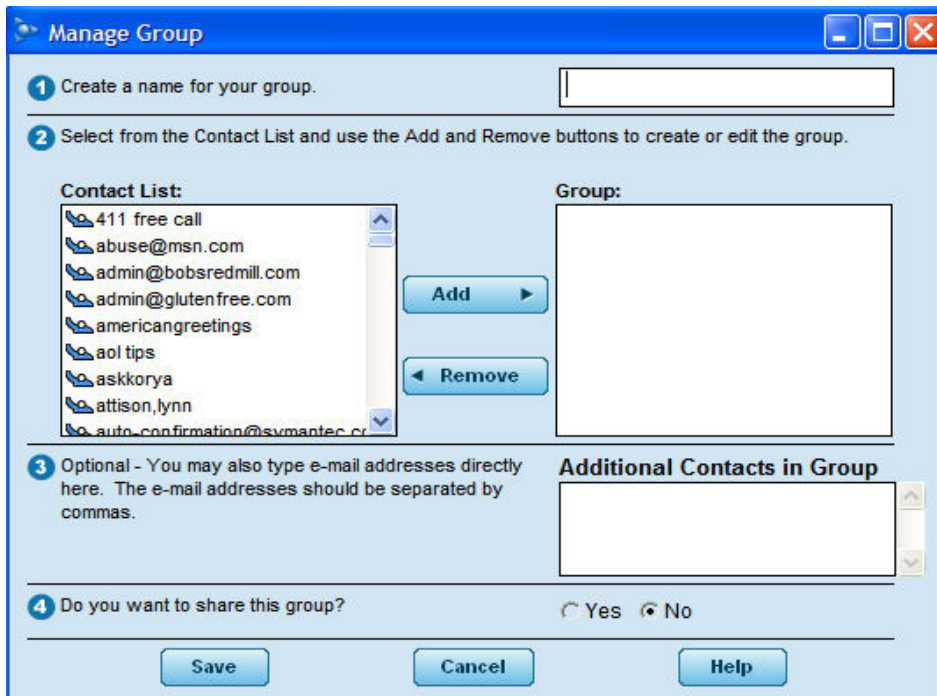 Manage Group
1 Create a name for your group.
2 Select from the Contact List and use the Add and Remove buttons to create or edit the group.
Contact List:
411 free call
abuse@msn.com
admin@bobsredmill.com
admin@glutenfree.com
americangreetings
aol tips
askkorya
attison,lynn
auto-confirmation@symantec.co
Add
Remove
Group:
3 Optional - You may also type e-mail addresses directly
here. The e-mail addresses should be separated by
commas.
Additional Contacts in Group
4 Do you want to share this group?
Yes No
Save Cancel Help